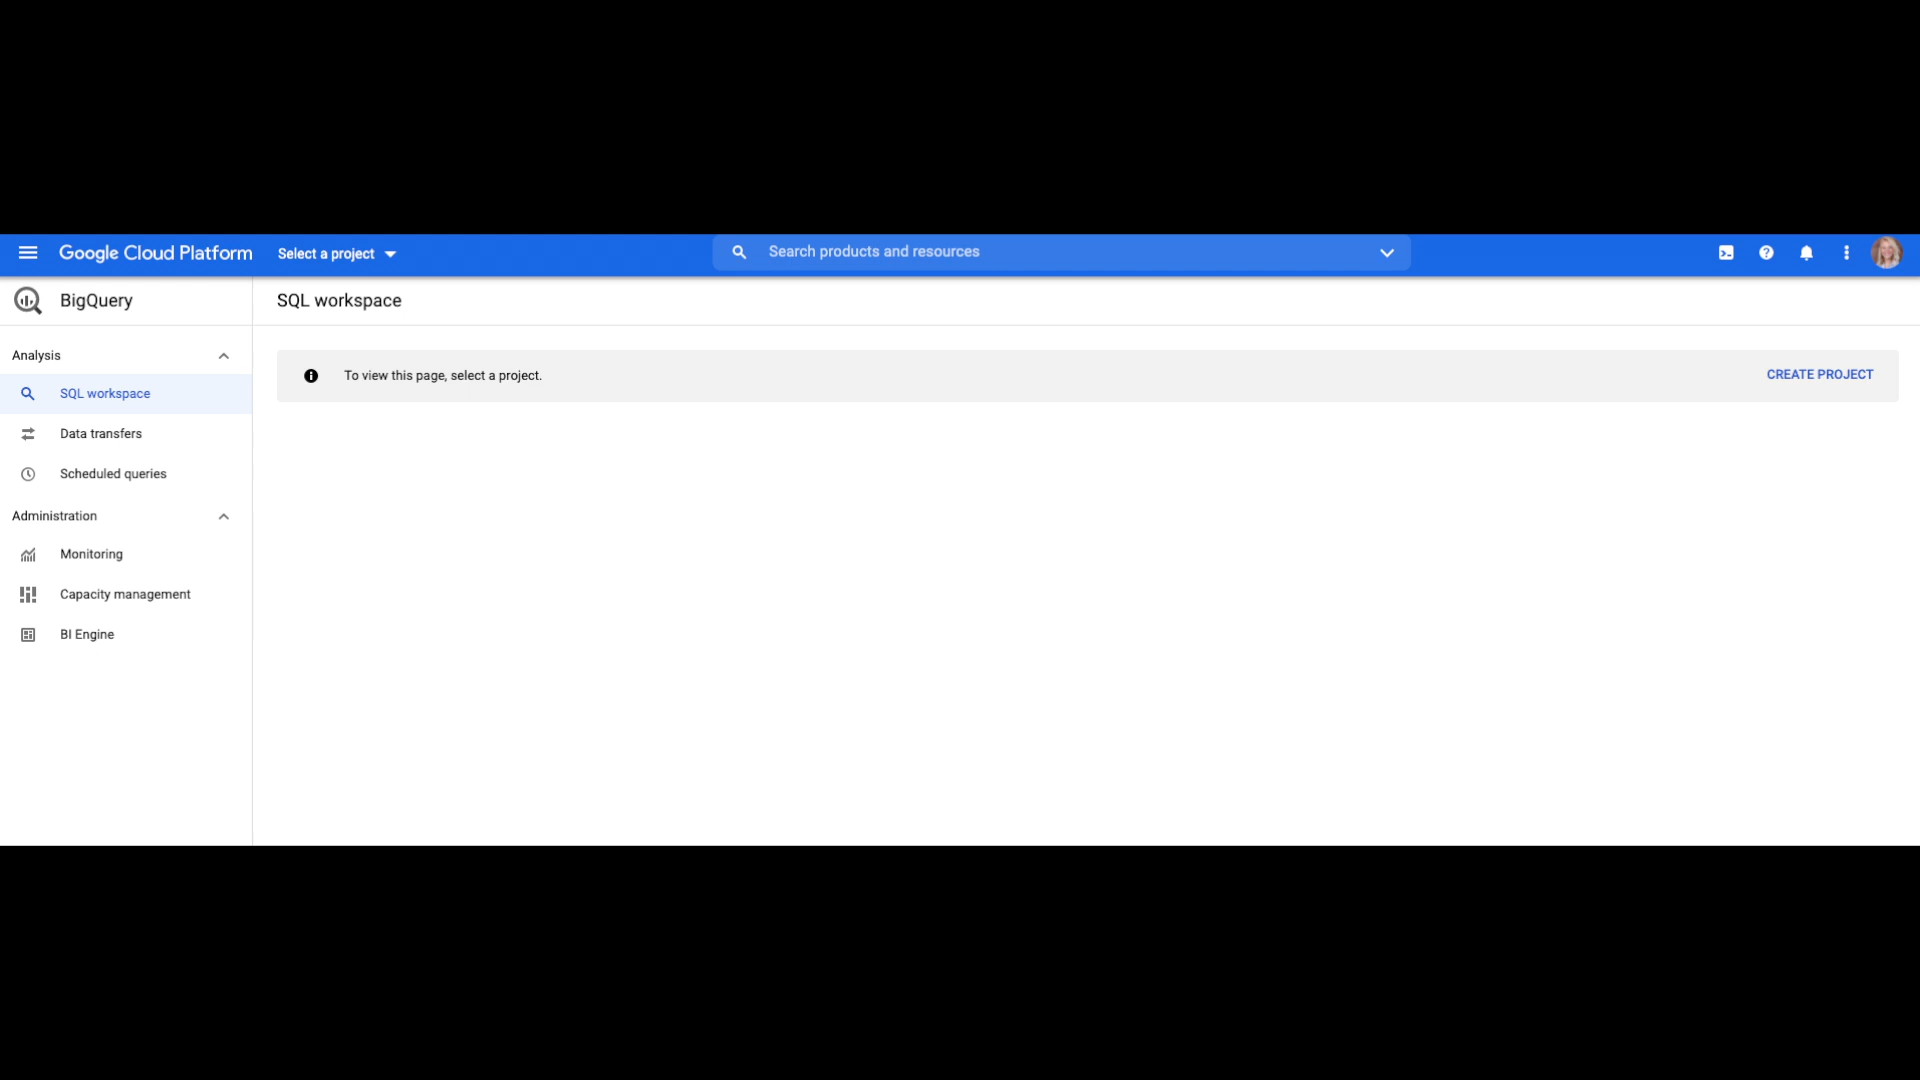 Google Cloud Platform
Select a project
Search products and resources
BigQuery
SQL workspace
Analysis
To view this page, select a project.
CREATE PROJECT
SQL workspace
Data transfers
Scheduled queries
Administration
Monitoring
Capacity management
BI Engine